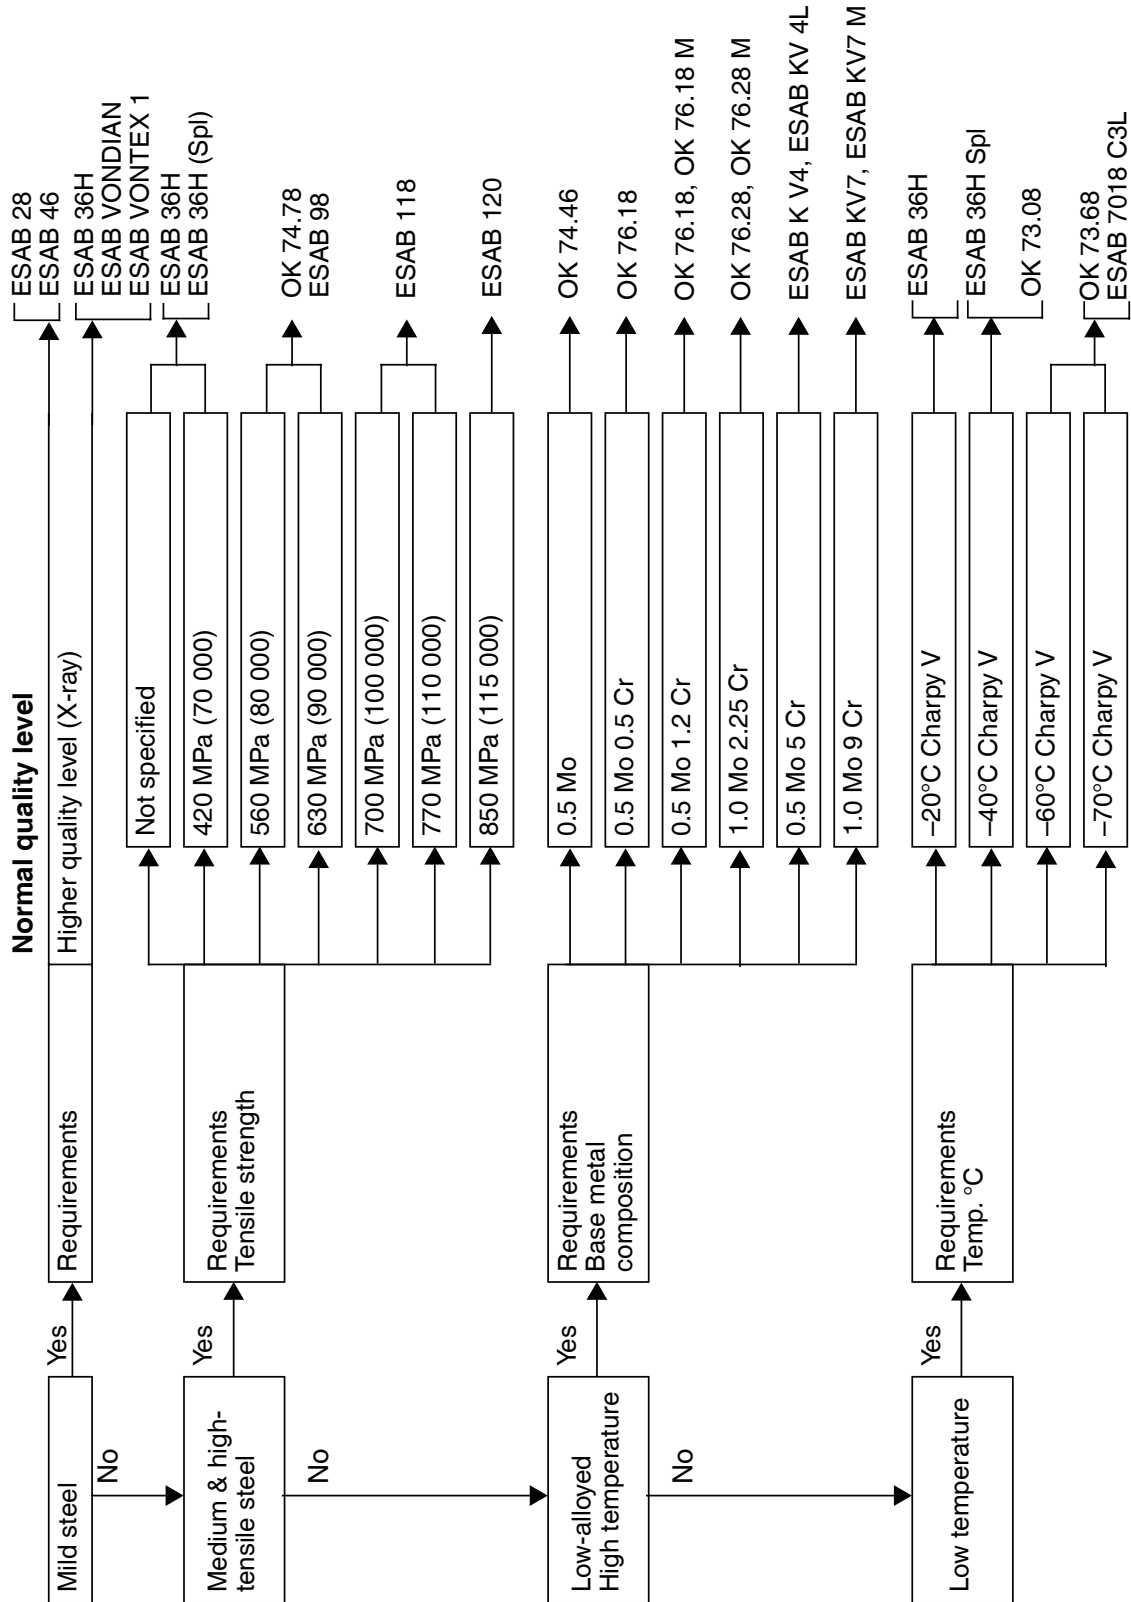 Normal quality level
Mild steel
Yes
Requirements
Higher quality level (X-ray)
ESAB 28
ESAB 46
ESAB 36H
ESAB VONDIAN
ESAB VONTEX 1
No
Medium & high-
tensile steel
Yes
Requirements
Tensile strength
Not specified
420 MPa (70 000)
ESAB 36H
ESAB 36H (Spl)
560 MPa (80 000)
630 MPa (90 000)
OK 74.78
ESAB 98
700 MPa (100 000)
770 MPa (110 000)
ESAB 118
850 MPa (115 000)
ESAB 120
No
Low-alloyed
High temperature
Yes
Requirements
Base metal
composition
0.5 Mo
OK 74.46
0.5 Mo 0.5 Cr
OK 76.18
0.5 Mo 1.2 Cr
OK 76.18, OK 76.18 M
1.0 Mo 2.25 Cr
OK 76.28, OK 76.28 M
0.5 Mo 5 Cr
ESAB K V4, ESAB KV 4L
1.0 Mo 9 Cr
ESAB KV7, ESAB KV7 M
No
Low temperature
Yes
Requirements
Temp. °C
–20°C Charpy V
ESAB 36H
–40°C Charpy V
ESAB 36H Spl
OK 73.08
–60°C Charpy V
–70°C Charpy V
OK 73.68
ESAB 7018 C3L